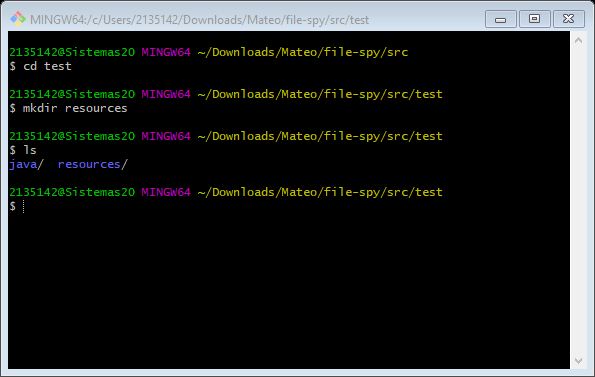 MINGW64:/c/Users/2135142/Downloads/Mateo/file-spy/src/test
2135142@Sistemas20 MINGW64 ~/Downloads/Mateo/file-spy/src
$ cd test
2135142@Sistemas20 MINGW64 ~/Downloads/Mateo/file-spy/src/test
$ mkdir resources
2135142@Sistemas20 MINGW64 ~/Downloads/Mateo/file-spy/src/test
$ ls
java/  resources/
2135142@Sistemas20 MINGW64 ~/Downloads/Mateo/file-spy/src/test
$